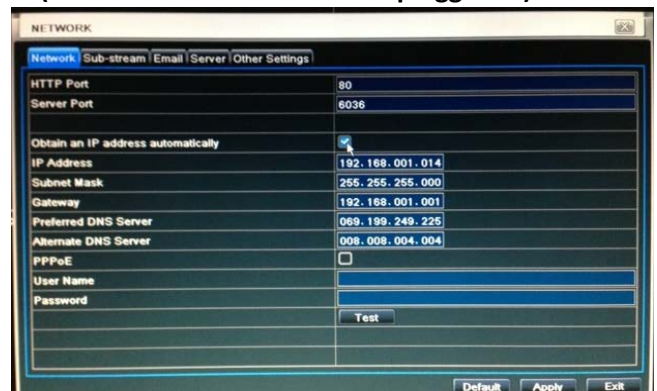 NETWORK
Network Sub-stream Email Server Other Settings
HTTP Port 80
Server Port 6036
Obtain an IP address automatically
IP Address 192.168.001.014
Subnet Mask 255.255.255.000
Gateway 192.168.001.001
Preferred DNS Server 069.199.249.225
Alternate DNS Server 008.008.004.004
PPPoE
User Name
Password
Test
Default Apply Exit